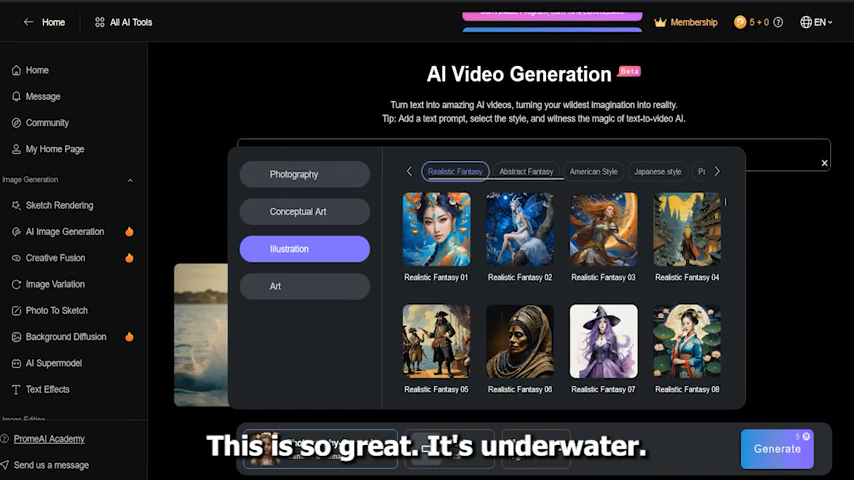 Home
All AI Tools
Membership
5 + 0
EN
Home
Message
Community
My Home Page
Image Generation
Sketch Rendering
AI Image Generation
Creative Fusion
Image Variation
Photo To Sketch
Background Diffusion
AI Supermodel
Text Effects
PromeAI Academy
Send us a message
AI Video Generation Beta
Turn text into amazing AI videos, turning your wildest imagination into reality.
Tip: Add a text prompt, select the style, and witness the magic of text-to-video AI.
Photography
Conceptual Art
Illustration
Art
Realistic Fantasy
Abstract Fantasy
American Style
Japanese style
Realistic Fantasy 01
Realistic Fantasy 02
Realistic Fantasy 03
Realistic Fantasy 04
Realistic Fantasy 05
Realistic Fantasy 06
Realistic Fantasy 07
Realistic Fantasy 08
5
Generate
This is so great. It's underwater.